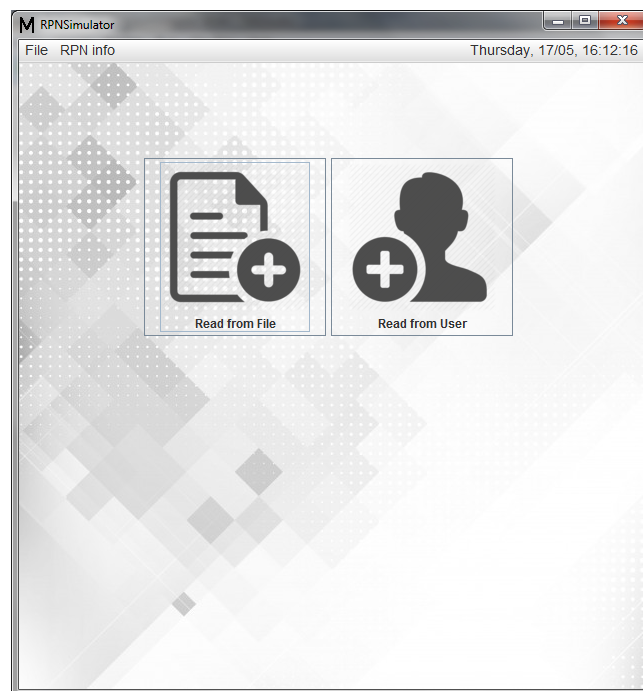 RPNSimulator
File RPN info Thursday, 17/05, 16:12:16
Read from File Read from User